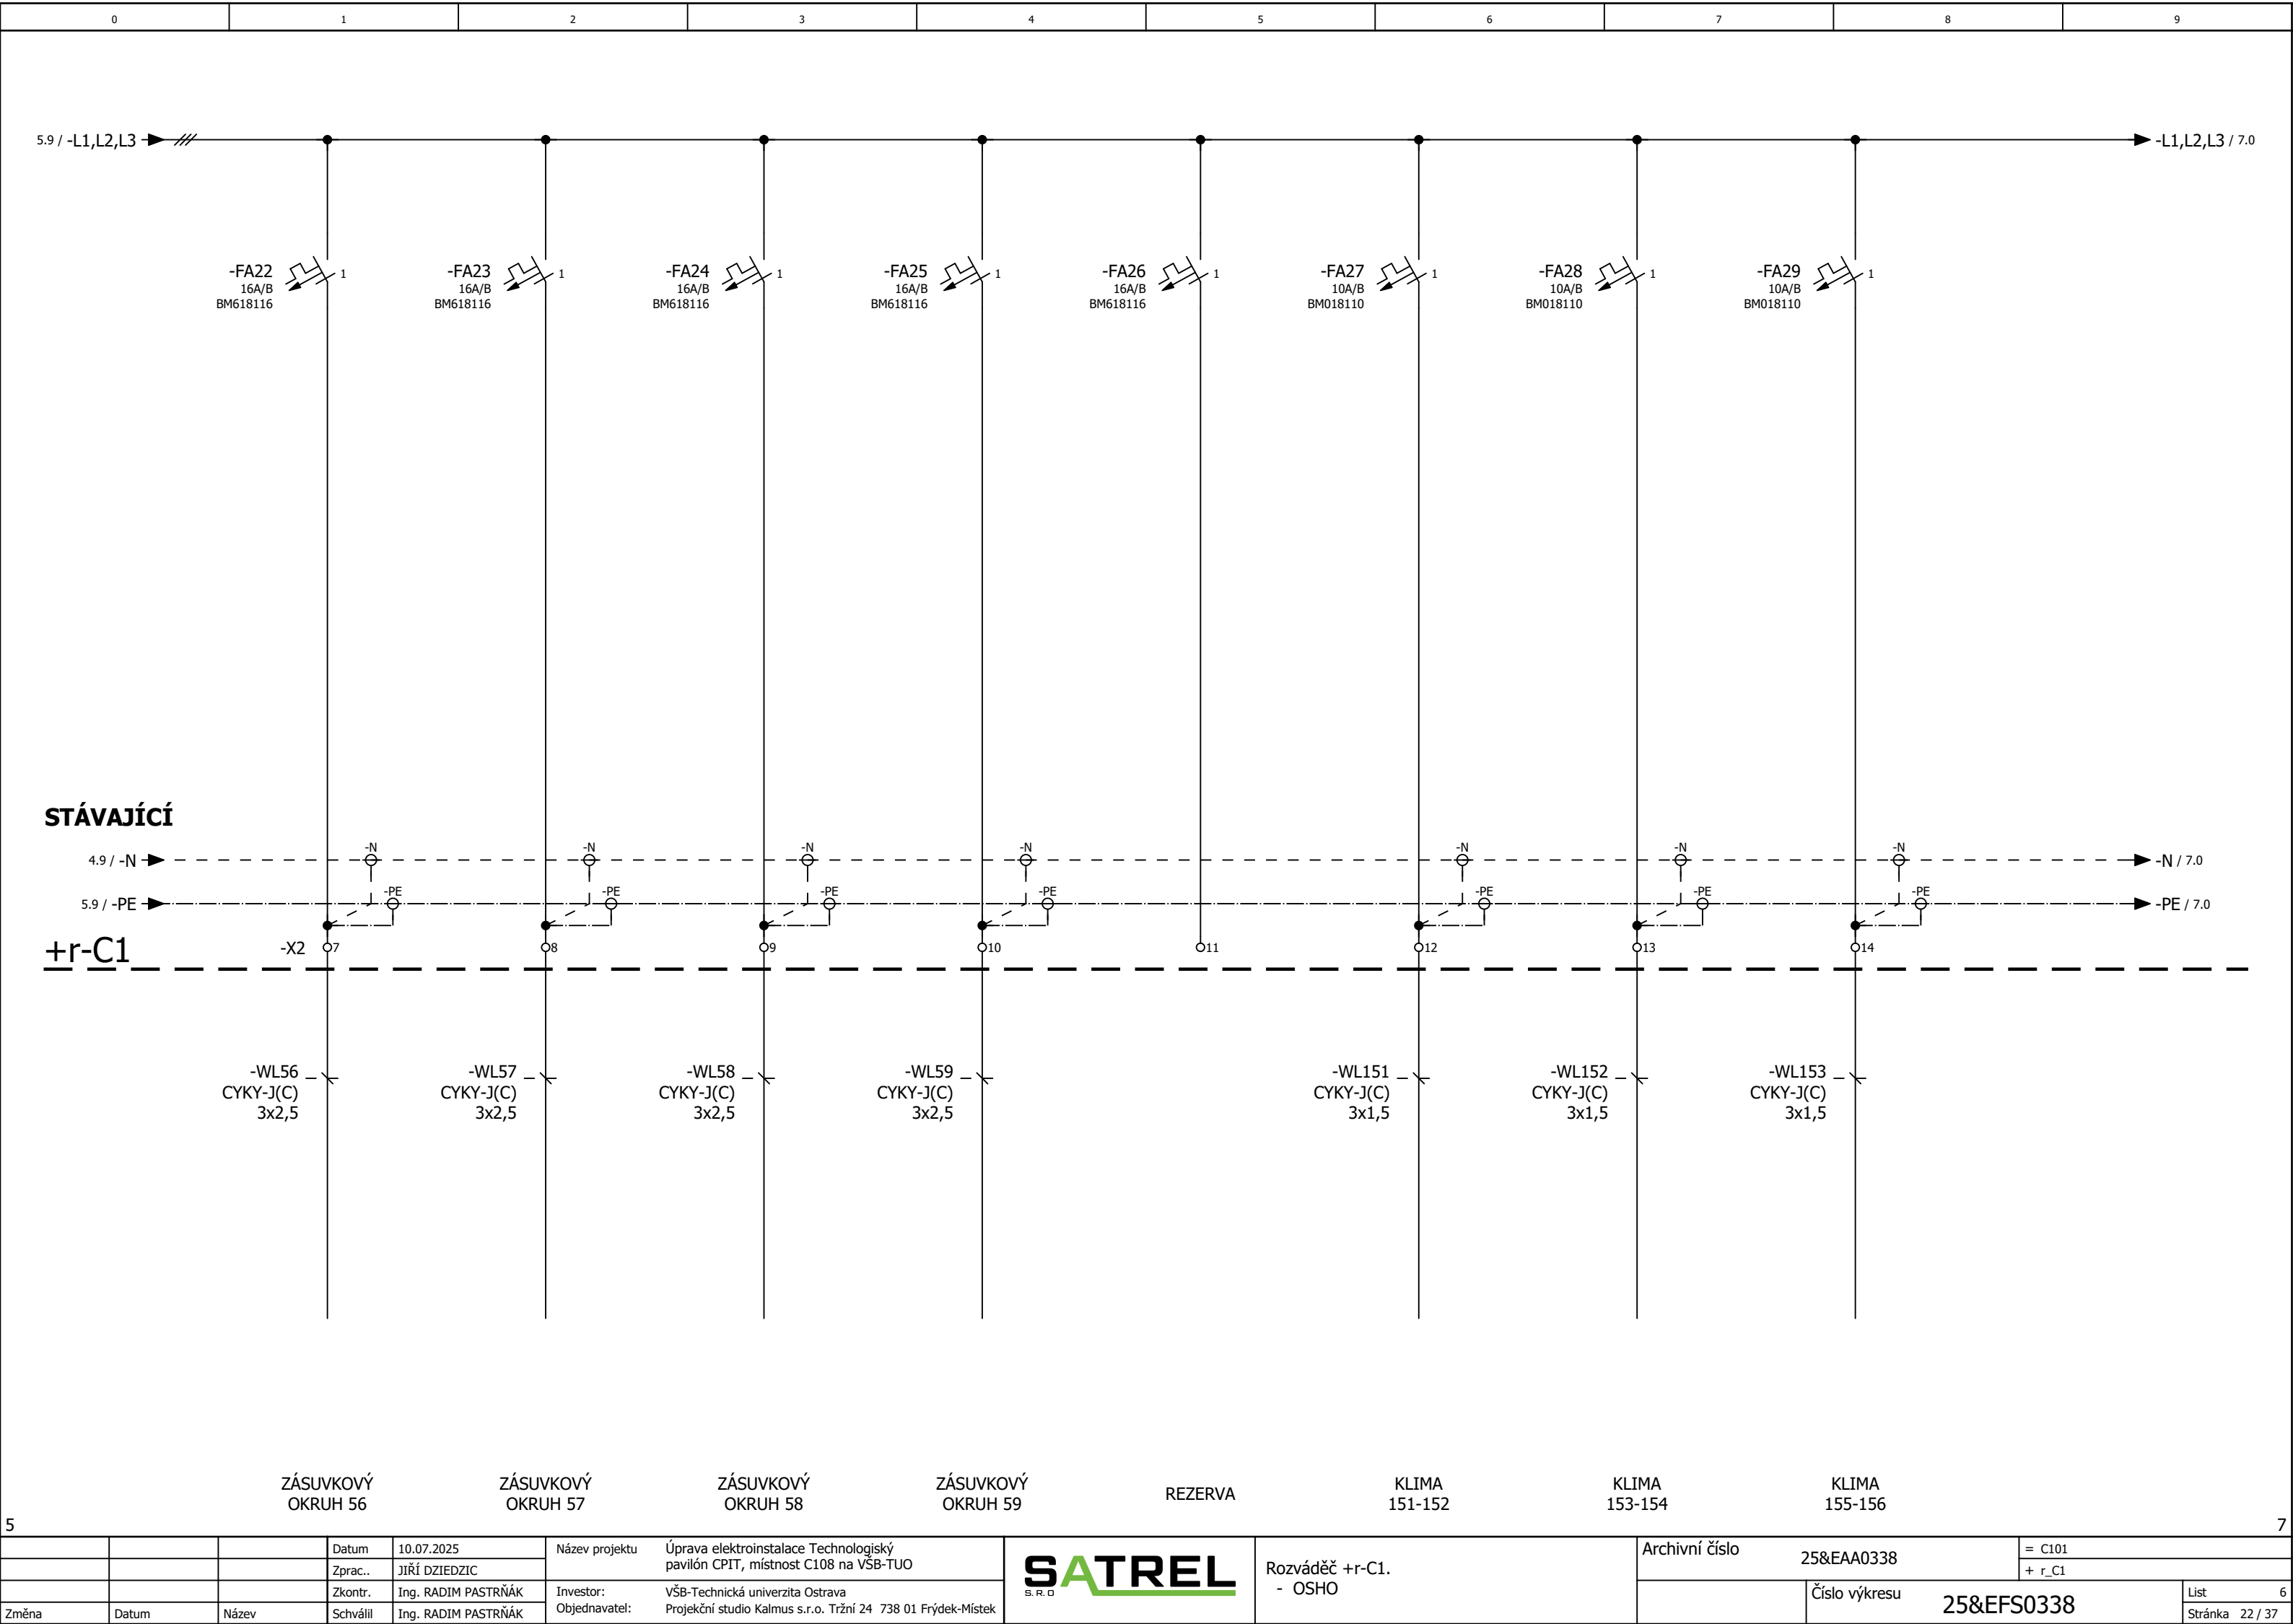 0 1 2 3 4 5 6 7 8 9
5.9 / -L1,L2,L3
-L1,L2,L3 / 7.0
-FA22 1
16A/B
BM618116
-FA23 1
16A/B
BM618116
-FA24 1
16A/B
BM618116
-FA25 1
16A/B
BM618116
-FA26 1
16A/B
BM618116
-FA27 1
10A/B
BM018110
-FA28 1
10A/B
BM018110
-FA29 1
10A/B
BM018110
STÁVAJÍCÍ
4.9 / -N
-N -N -N -N -N -N -N
-N / 7.0
5.9 / -PE
-PE -PE -PE -PE -PE -PE -PE
-PE / 7.0
+r-C1
-X2 7 8 9 10 11 12 13 14
-WL56
CYKY-J(C)
3x2,5
-WL57
CYKY-J(C)
3x2,5
-WL58
CYKY-J(C)
3x2,5
-WL59
CYKY-J(C)
3x2,5
-WL151
CYKY-J(C)
3x1,5
-WL152
CYKY-J(C)
3x1,5
-WL153
CYKY-J(C)
3x1,5
ZÁSUVKOVÝ
OKRUH 56
ZÁSUVKOVÝ
OKRUH 57
ZÁSUVKOVÝ
OKRUH 58
ZÁSUVKOVÝ
OKRUH 59
REZERVA
KLIMA
151-152
KLIMA
153-154
KLIMA
155-156
5
7
Změna Datum Název
Datum 10.07.2025
Zprac.. JIŘÍ DZIEDZIC
Zkontr. Ing. RADIM PASTRŇÁK
Schválil Ing. RADIM PASTRŇÁK
Název projektu Úprava elektroinstalace Technologiský
pavilón CPIT, místnost C108 na VŠB-TUO
Investor: VŠB-Technická univerzita Ostrava
Objednavatel: Projekční studio Kalmus s.r.o. Tržní 24 738 01 Frýdek-Místek
SATREL
S.R.O
Rozváděč +r-C1.
- OSHO
Archivní číslo 25&EAA0338
= C101
+ r_C1
Číslo výkresu 25&EFS0338
List 6
Stránka 22 / 37